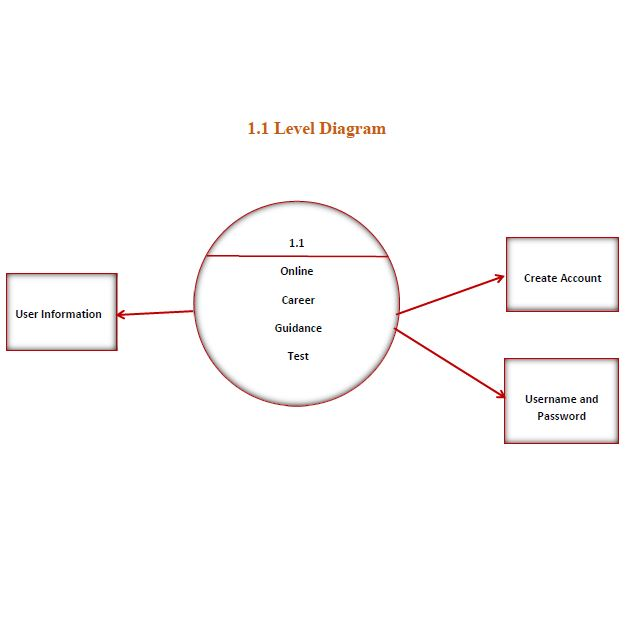 1.1 Level Diagram
1.1
Online
Career
Guidance
Test
User Information
Create Account
Username and
Password